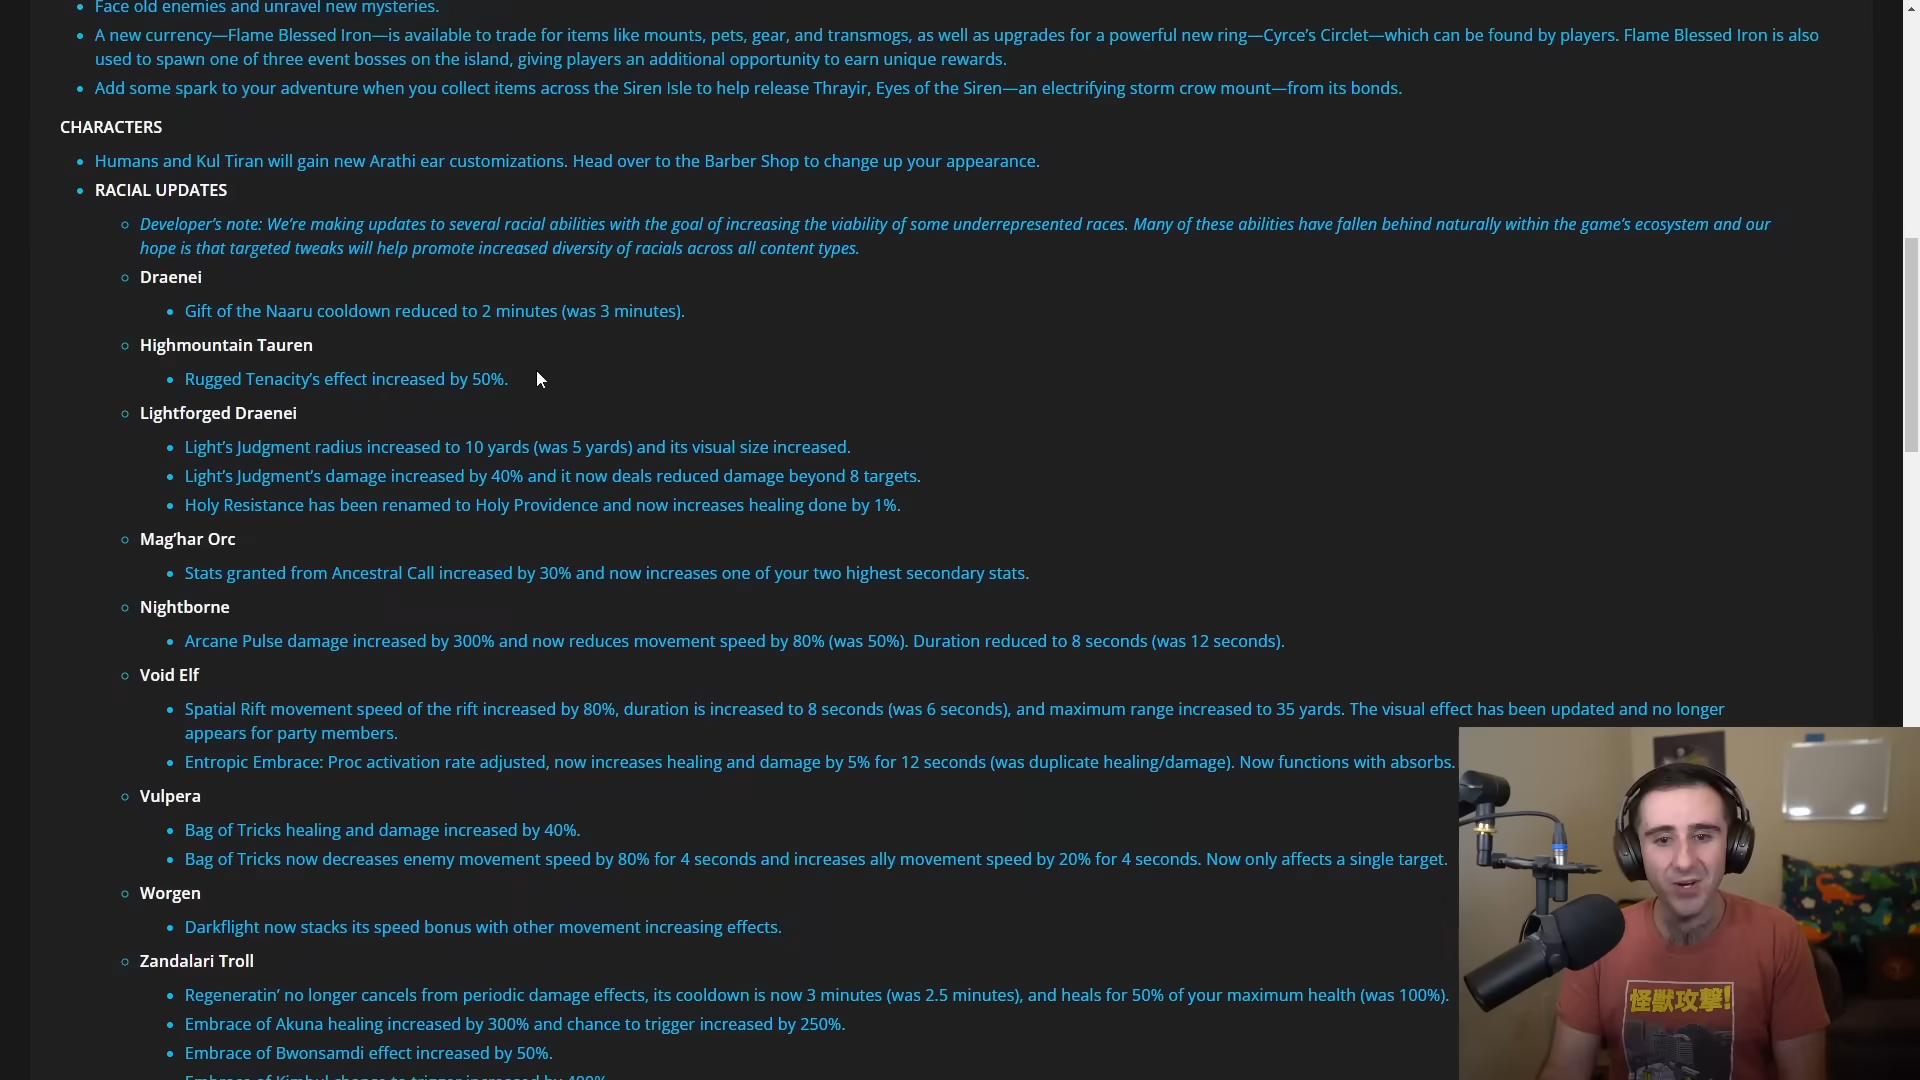 Face old enemies and unravel new mysteries.
A new currency—Flame Blessed Iron—is available to trade for items like mounts, pets, gear, and transmogs, as well as upgrades for a powerful new ring—Cyrce's Circlet—which can be found by players. Flame Blessed Iron is also
used to spawn one of three event bosses on the island, giving players an additional opportunity to earn unique rewards.
Add some spark to your adventure when you collect items across the Siren Isle to help release Thrayir, Eyes of the Siren—an electrifying storm crow mount—from its bonds.
CHARACTERS
Humans and Kul Tiran will gain new Arathi ear customizations. Head over to the Barber Shop to change up your appearance.
RACIAL UPDATES
Developer's note: We're making updates to several racial abilities with the goal of increasing the viability of some underrepresented races. Many of these abilities have fallen behind naturally within the game's ecosystem and our
hope is that targeted tweaks will help promote increased diversity of racials across all content types.
Draenei
Gift of the Naaru cooldown reduced to 2 minutes (was 3 minutes).
Highmountain Tauren
Rugged Tenacity's effect increased by 50%.
Lightforged Draenei
Light's Judgment radius increased to 10 yards (was 5 yards) and its visual size increased.
Light's Judgment's damage increased by 40% and it now deals reduced damage beyond 8 targets.
Holy Resistance has been renamed to Holy Providence and now increases healing done by 1%.
Mag'har Orc
Stats granted from Ancestral Call increased by 30% and now increases one of your two highest secondary stats.
Nightborne
Arcane Pulse damage increased by 300% and now reduces movement speed by 80% (was 50%). Duration reduced to 8 seconds (was 12 seconds).
Void Elf
Spatial Rift movement speed of the rift increased by 80%, duration is increased to 8 seconds (was 6 seconds), and maximum range increased to 35 yards. The visual effect has been updated and no longer
appears for party members.
Entropic Embrace: Proc activation rate adjusted, now increases healing and damage by 5% for 12 seconds (was duplicate healing/damage). Now functions with absorbs.
Vulpera
Bag of Tricks healing and damage increased by 40%.
Bag of Tricks now decreases enemy movement speed by 80% for 4 seconds and increases ally movement speed by 20% for 4 seconds. Now only affects a single target.
Worgen
Darkflight now stacks its speed bonus with other movement increasing effects.
Zandalari Troll
Regeneratin' no longer cancels from periodic damage effects, its cooldown is now 3 minutes (was 2.5 minutes), and heals for 50% of your maximum health (was 100%).
Embrace of Akuna healing increased by 300% and chance to trigger increased by 250%.
Embrace of Bwonsamdi effect increased by 50%.
Embrace of Kimbul chance to trigger increased by 400%
怪獣攻撃!